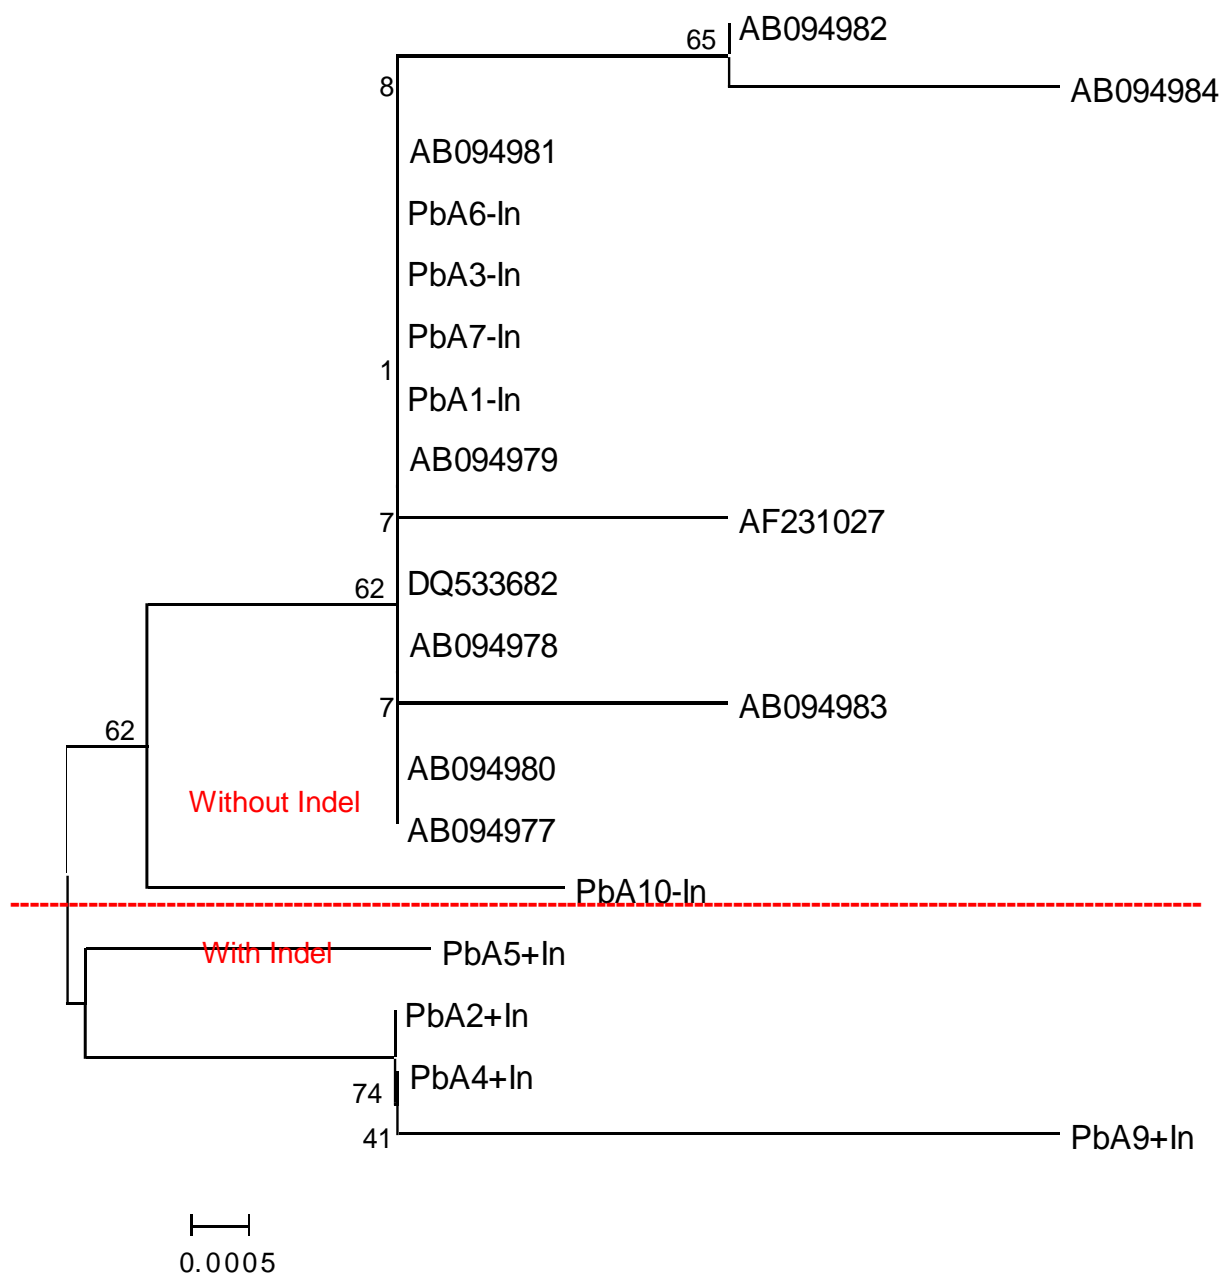 65 AB094982
8 AB094984
AB094981
PbA6-In
PbA3-In
PbA7-In
1
PbA1-In
AB094979
7 AF231027
62 DQ533682
AB094978
7 AB094983
62
AB094980
Without Indel
AB094977
PbA10-In
With Indel PbA5+In
PbA2+In
PbA4+In
74
41 PbA9+In
0.0005